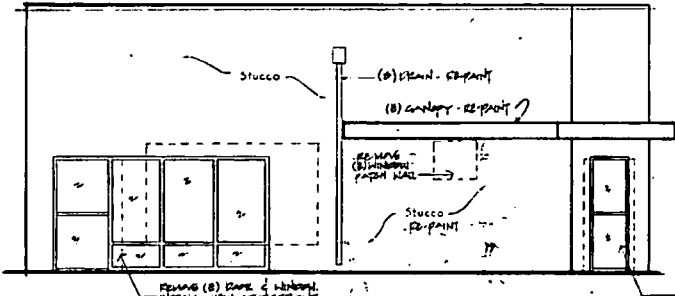 Stucco
(E) DRAIN - RE-PAINT
(E) CANOPY - RE-PAINT
REMOVE
(E) WINDOW
PATCH WALL
Stucco
RE-PAINT
REMOVE (E) DOOR & WINDOW